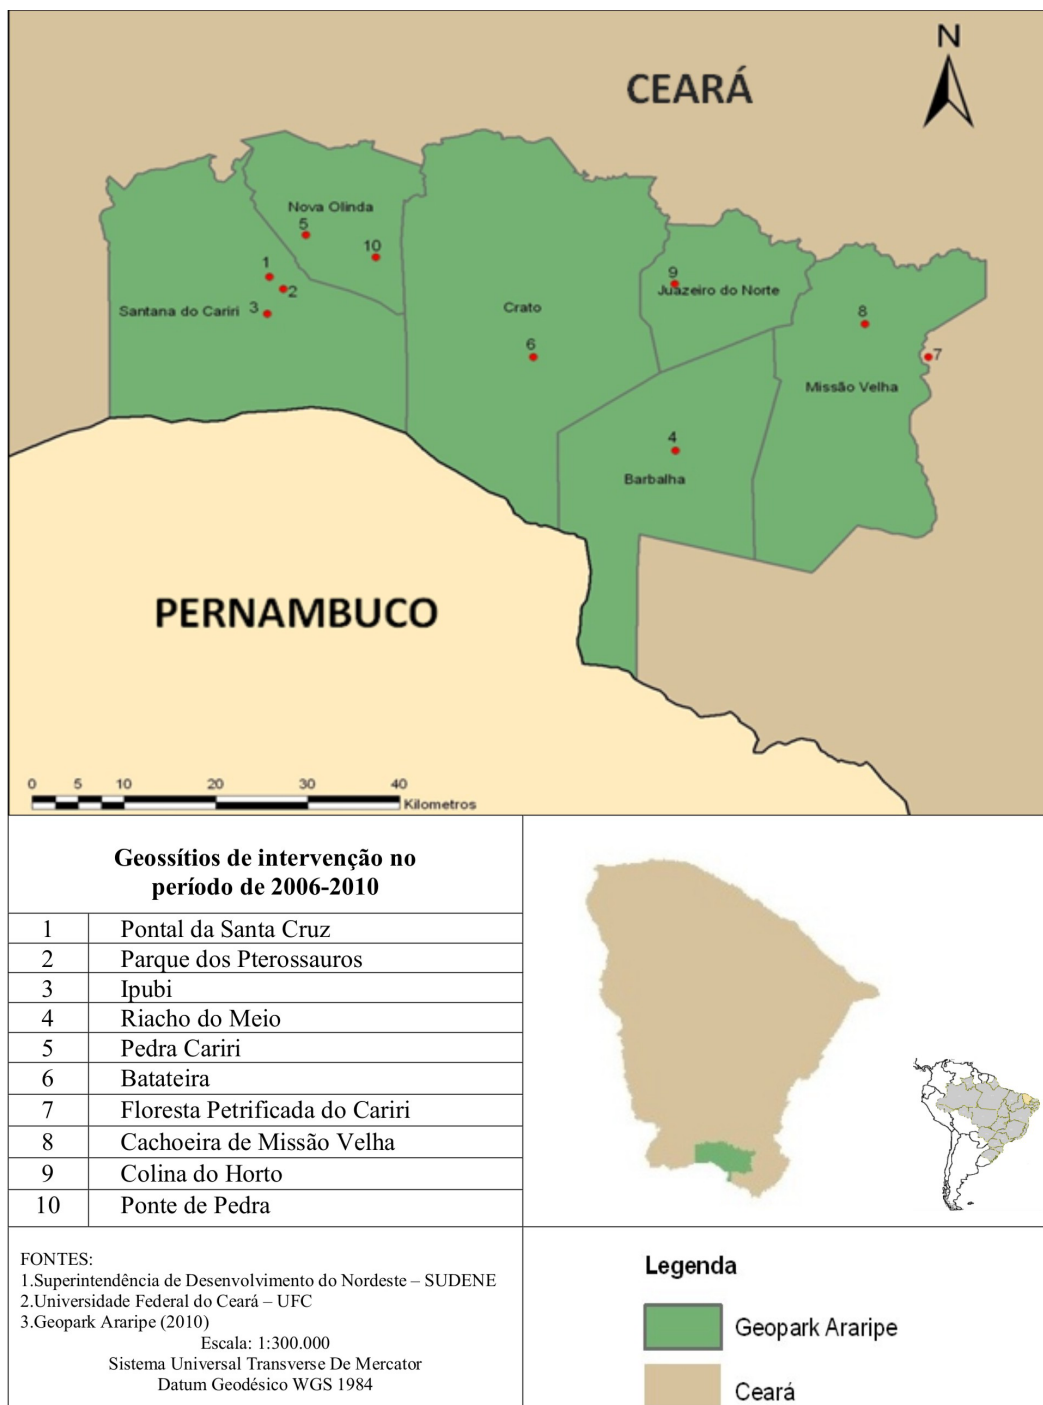 N
CEARÁ
Nova Olinda
5
10
1
2
3
Santana do Cariri
Crato
6
9
Juazeiro do Norte
8
7
Missão Velha
4
Barbalha
PERNAMBUCO
0 5 10 20 30 40
Kilometros
Geossítios de intervenção no
período de 2006-2010
1 Pontal da Santa Cruz
2 Parque dos Pterossauros
3 Ipubi
4 Riacho do Meio
5 Pedra Cariri
6 Batateira
7 Floresta Petrificada do Cariri
8 Cachoeira de Missão Velha
9 Colina do Horto
10 Ponte de Pedra
FONTES:
1.Superintendência de Desenvolvimento do Nordeste – SUDENE
2.Universidade Federal do Ceará – UFC
3.Geopark Araripe (2010)
Escala: 1:300.000
Sistema Universal Transverse De Mercator
Datum Geodésico WGS 1984
Legenda
Geopark Araripe
Ceará